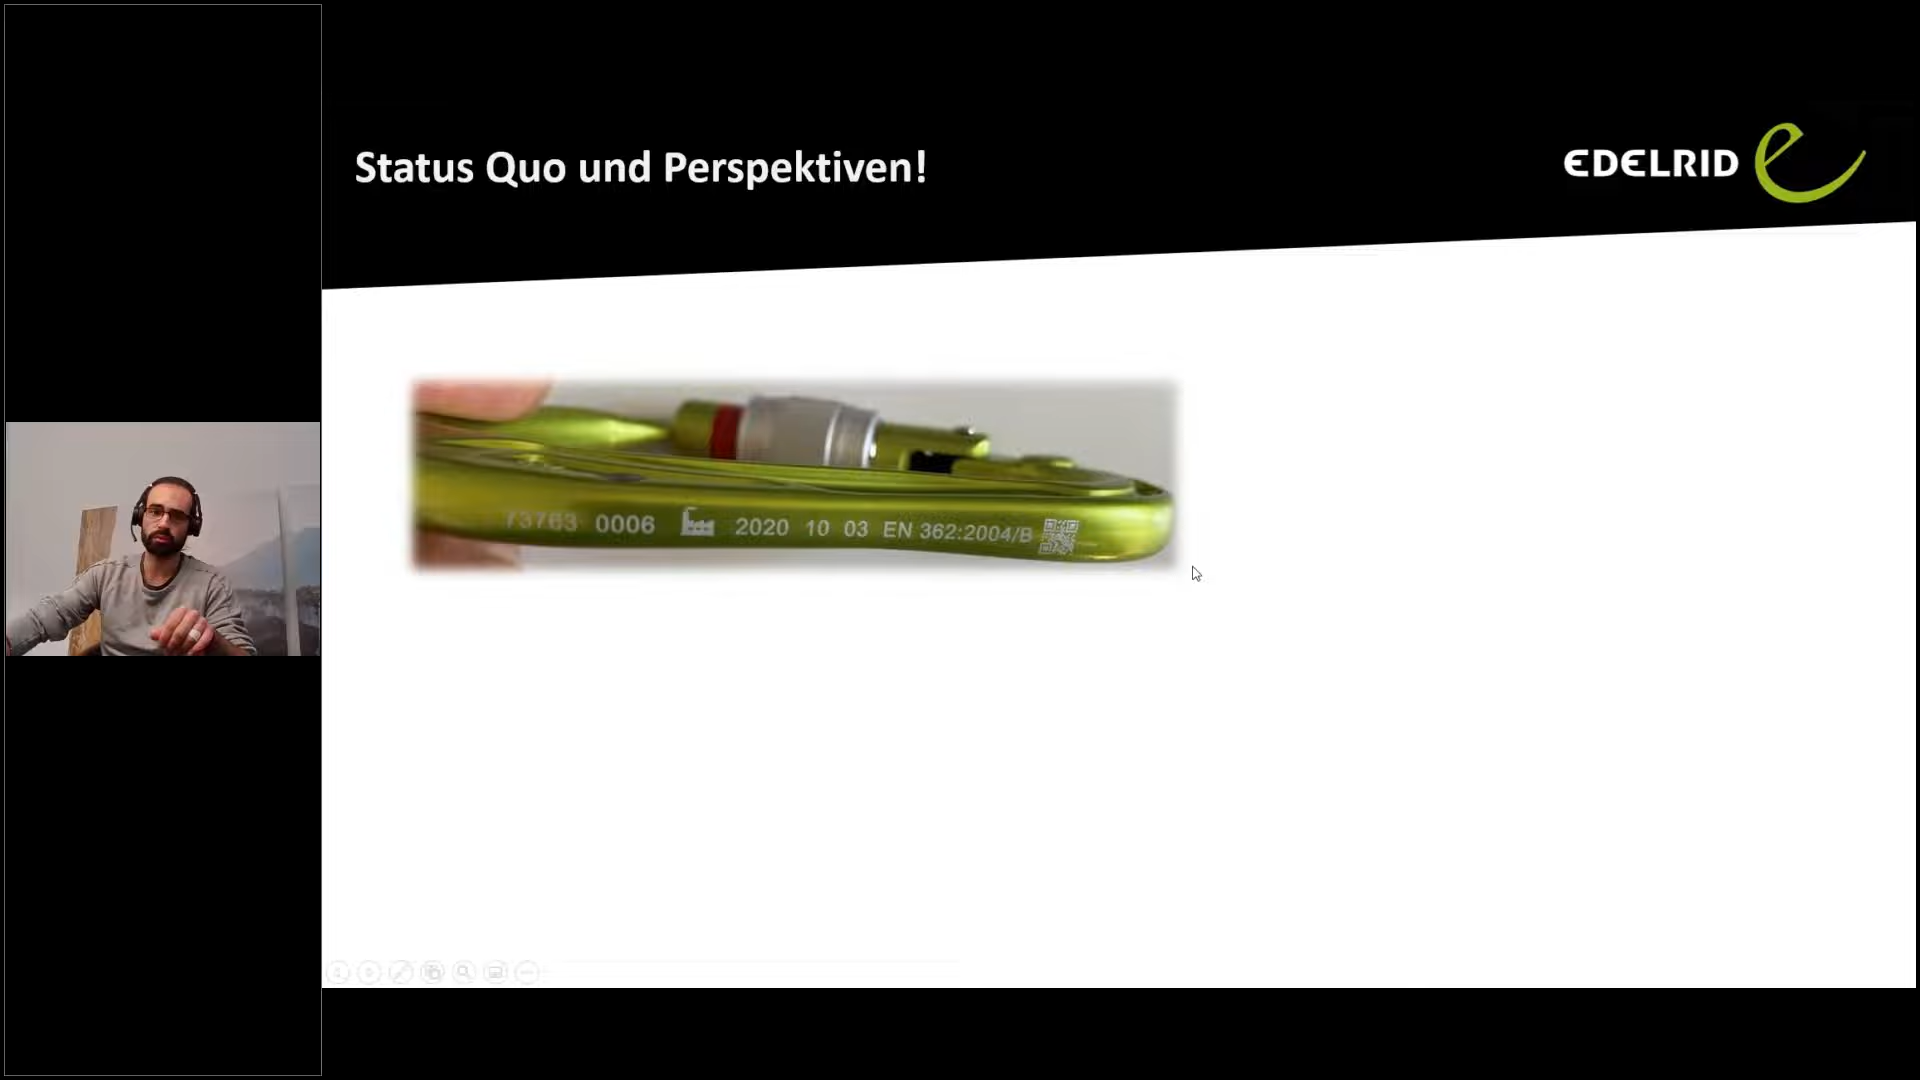 Status Quo und Perspektiven!
EDELRID
73763 0006 2020 10 03 EN 362:2004/B